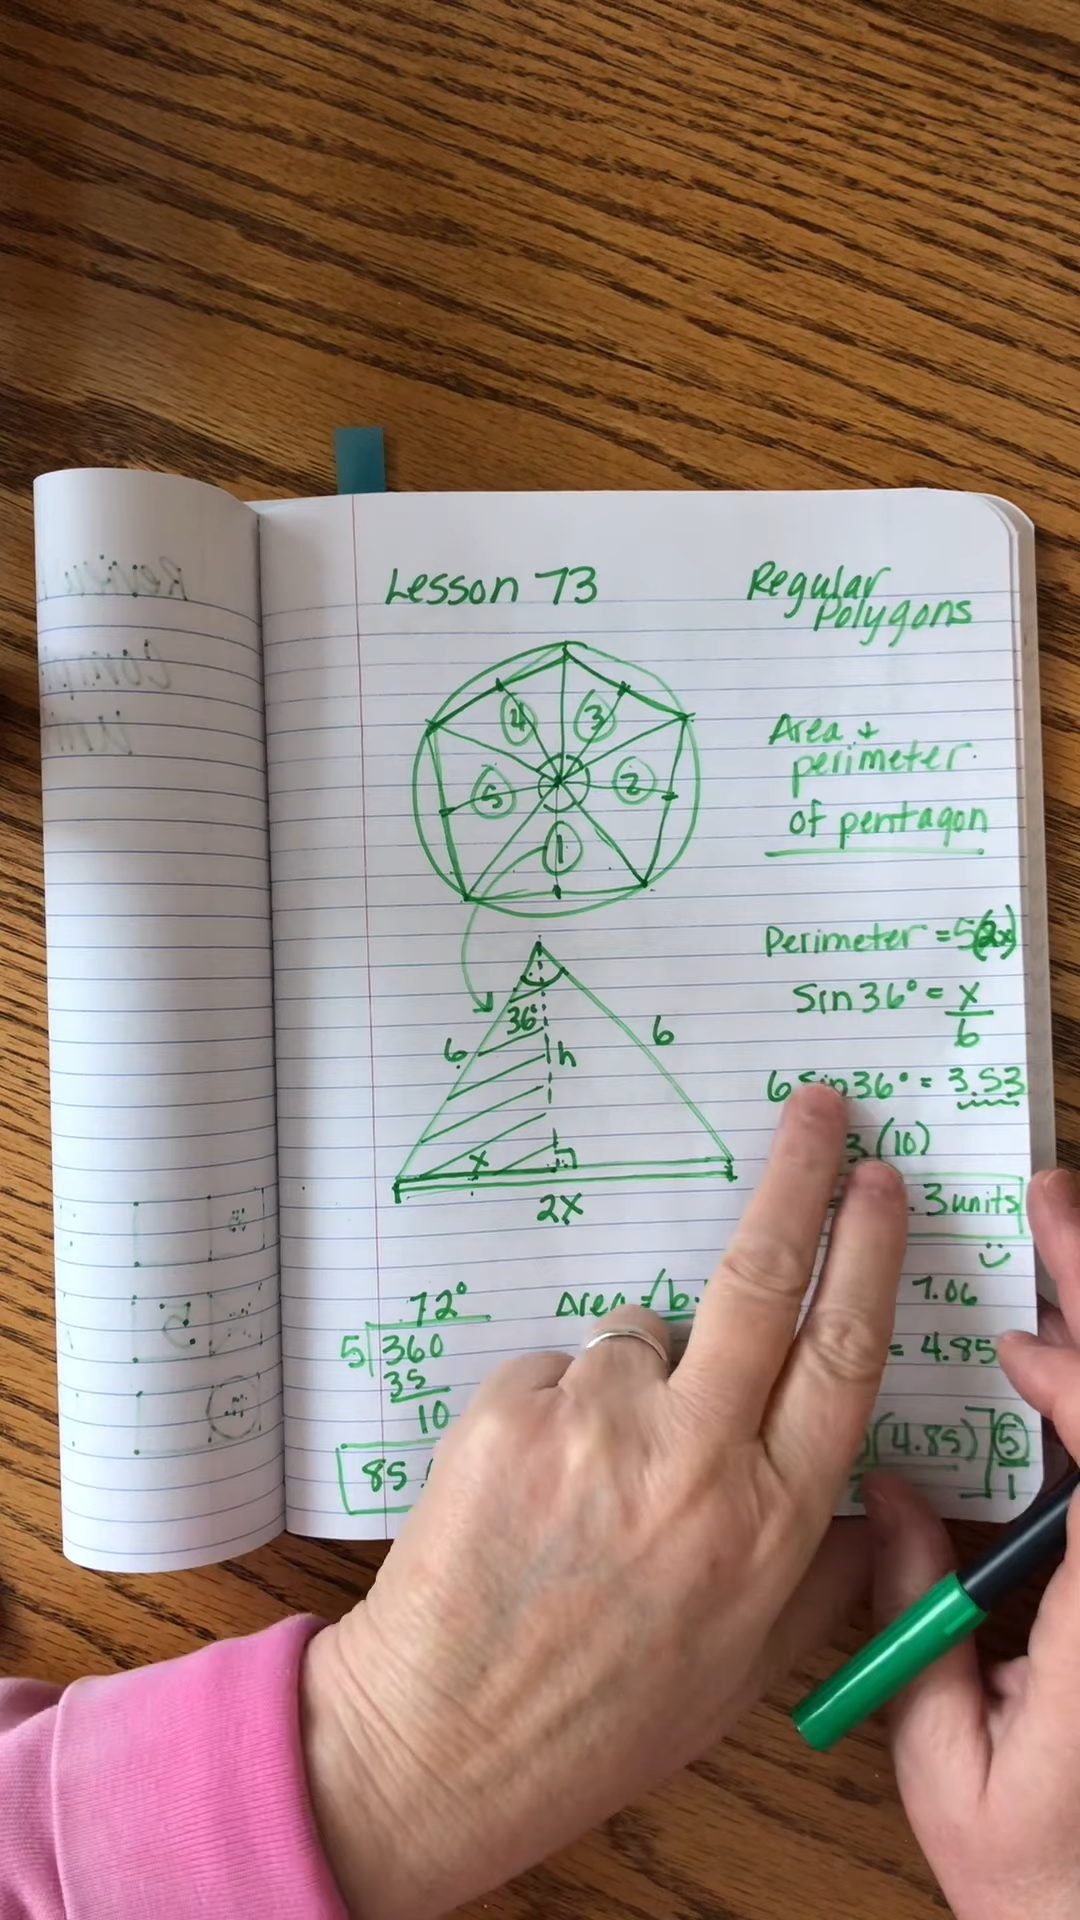 Lesson 73
Regular
Polygons
4
3
5
2
1
Area +
perimeter
of pentagon
Perimeter = 5(2x)
Sin 36° = x
6
6 Sin 36° = 3.53
3 (10)
.3 units
36°
6
h
6
x
2x
72°
5 360
35
10
85.
Area
b.
7.06
= 4.85
(4.85) ] 5
1